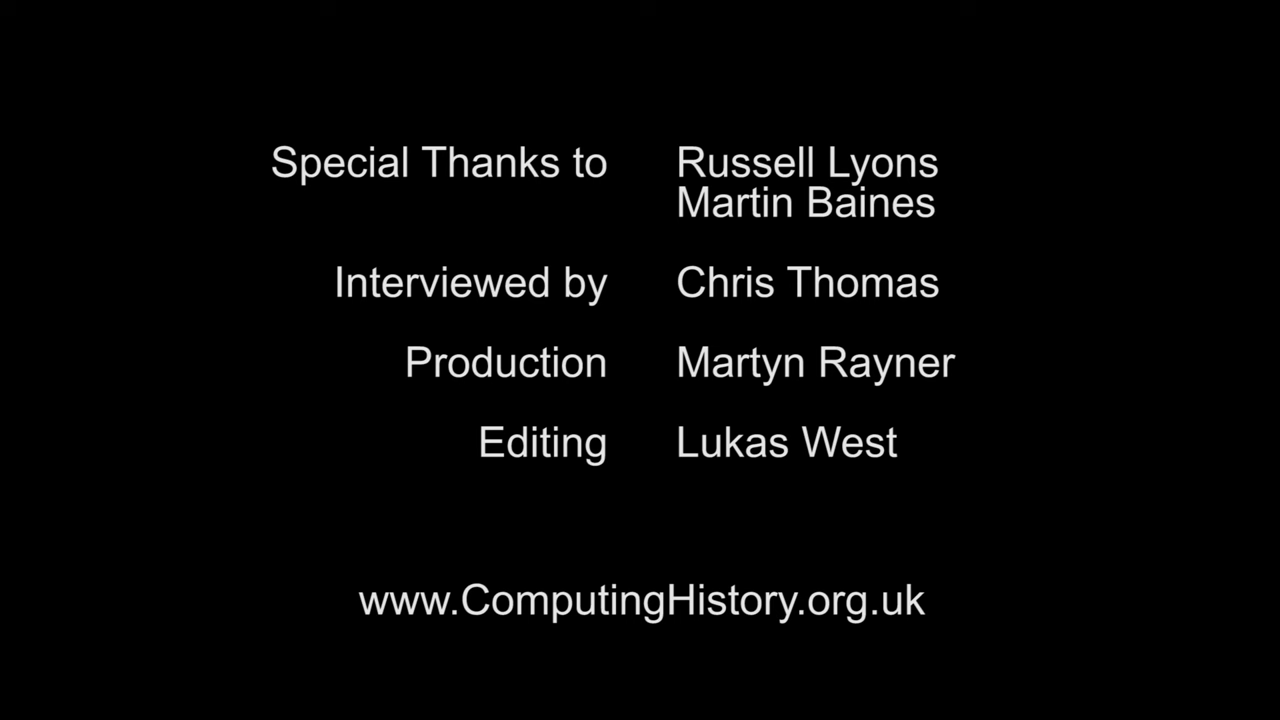 Special Thanks to Russell Lyons
Martin Baines
Interviewed by Chris Thomas
Production Martyn Rayner
Editing Lukas West
www.ComputingHistory.org.uk